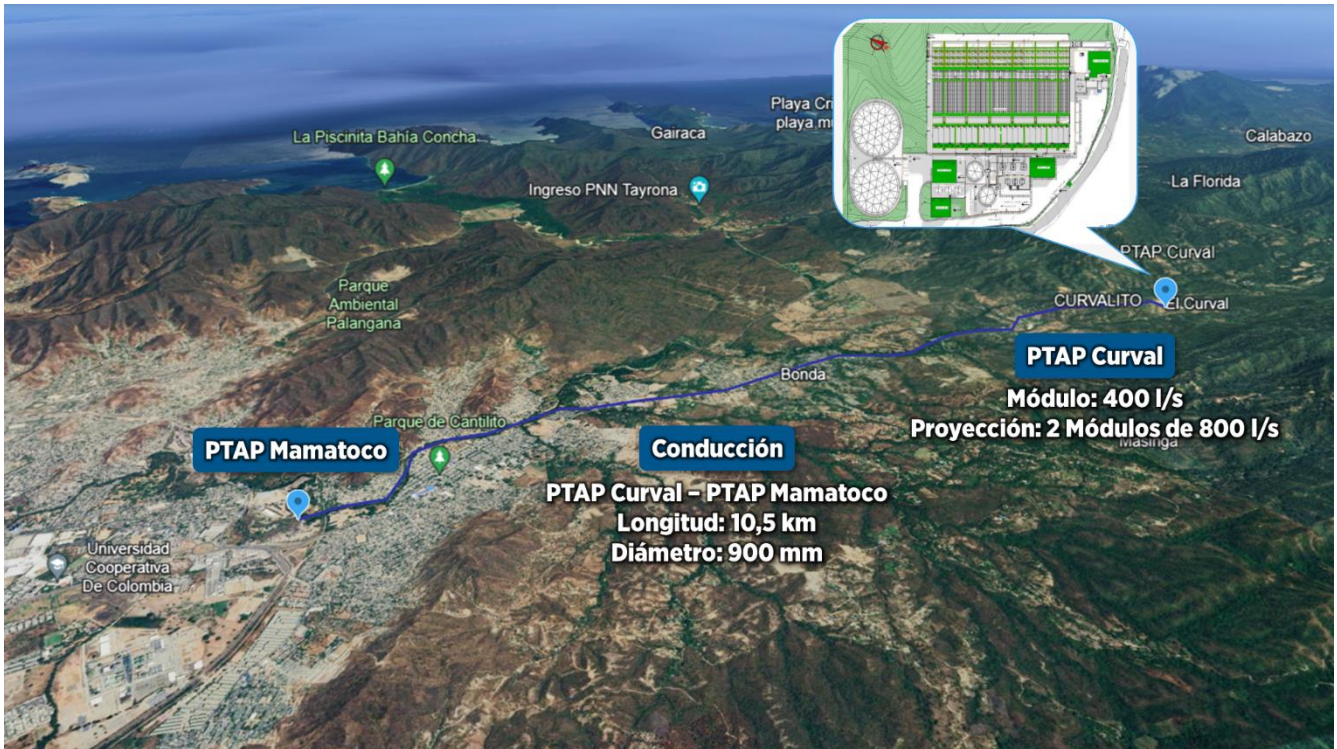 La Piscinita Bahía Concha
Gairaca
Playa Cri
playa m
Calabazo
Ingreso PNN Tayrona
La Florida
PTAP Curval
Parque
Ambiental
Palangana
CURVALITO
El Curval
PTAP Curval
Módulo: 400 l/s
Proyección: 2 Módulos de 800 l/s
Masinga
Bonda
Parque de Cantilito
PTAP Mamatoco
Conducción
PTAP Curval – PTAP Mamatoco
Longitud: 10,5 km
Diámetro: 900 mm
Universidad
Cooperativa
De Colombia